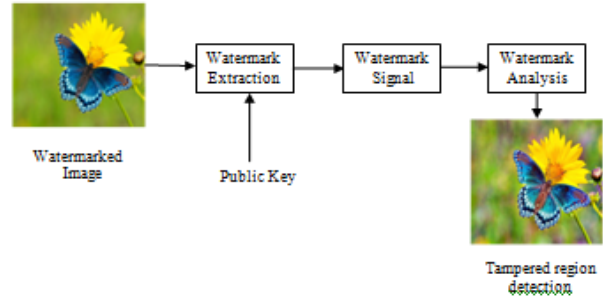 Watermark
Extraction
Watermark
Signal
Watermark
Analysis
Watermarked
Image
Public Key
Tampered region
detection